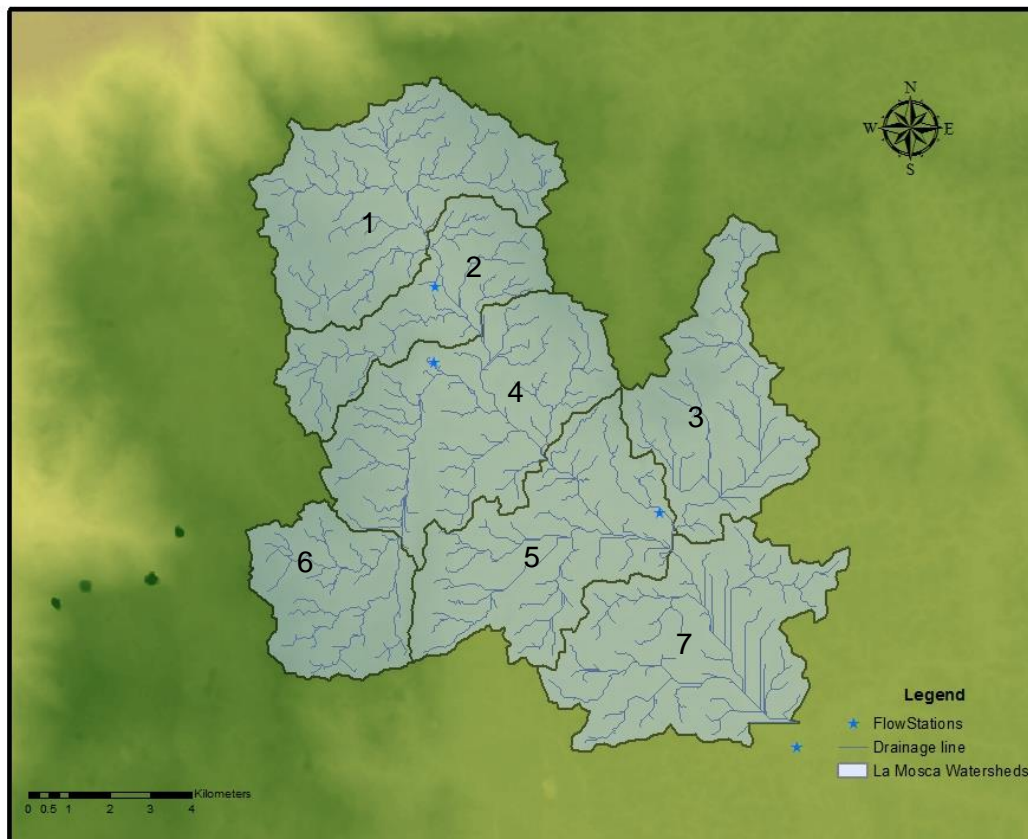 N
W E
S
1
2
3
4
5
6
7
Legend
FlowStations
Drainage line
La Mosca Watersheds
Kilometers
0 0.5 1 2 3 4